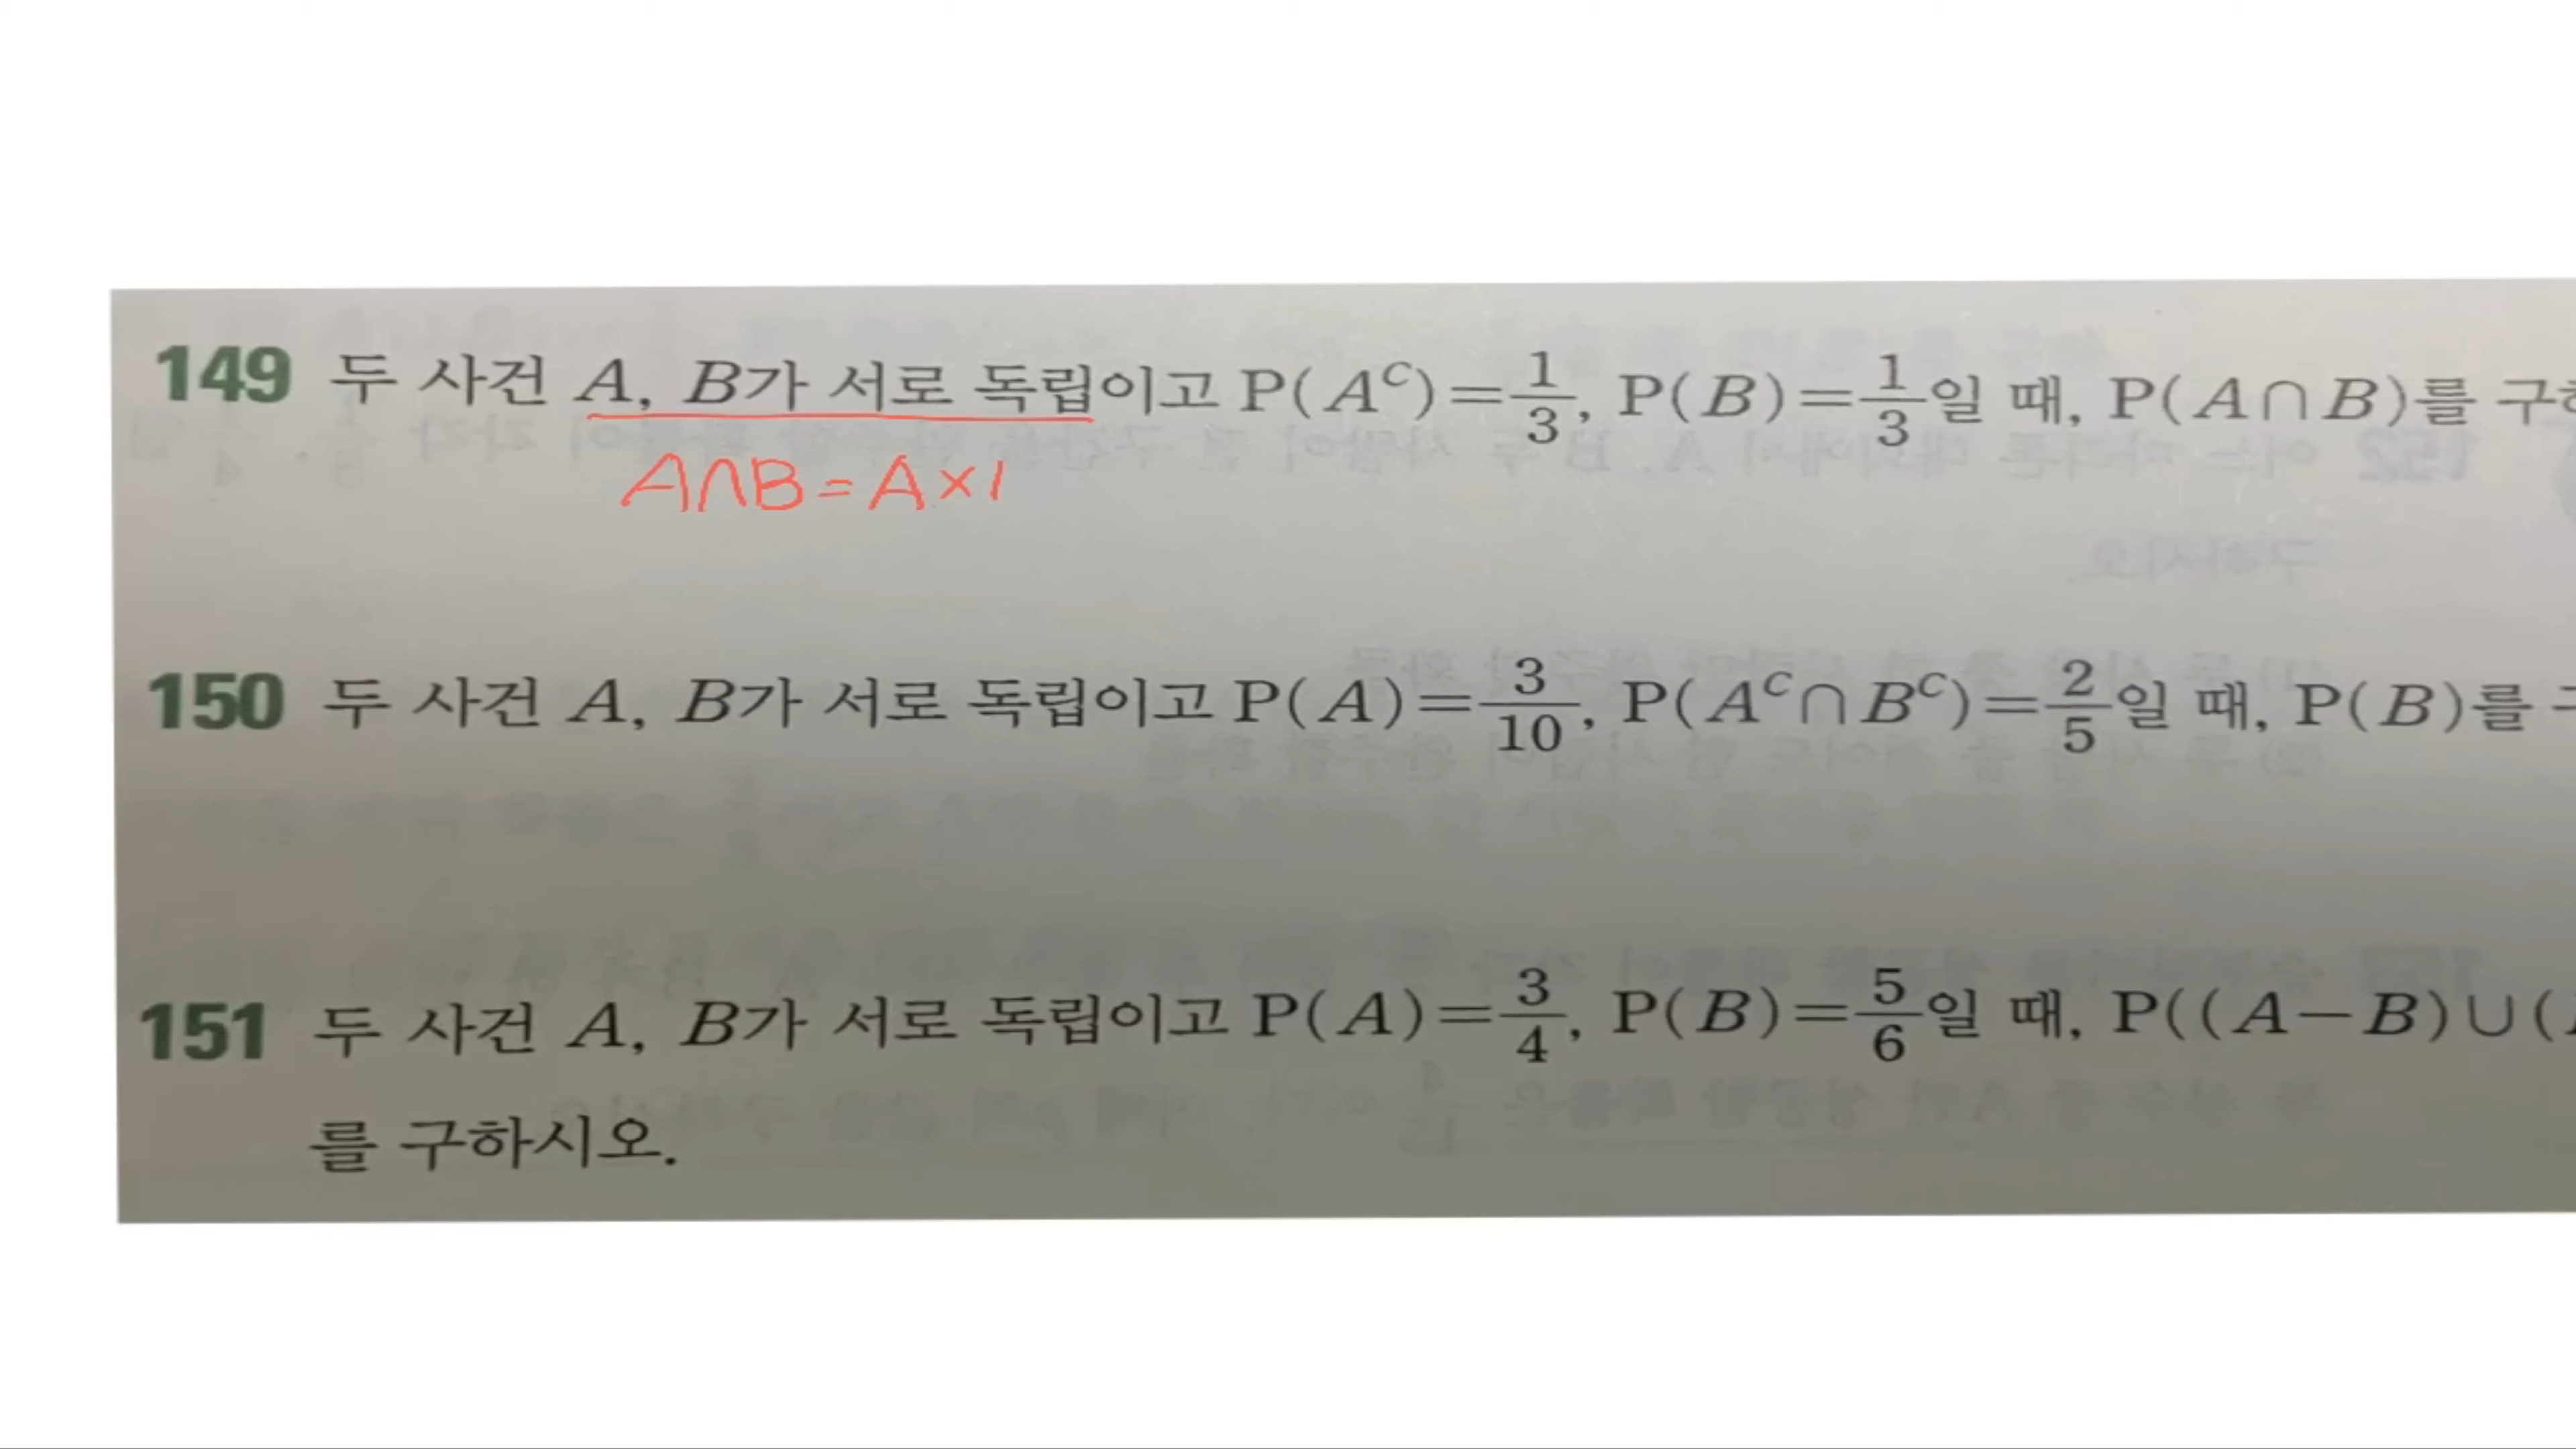 149 두 사건 A, B가 서로 독립이고 P(Aᶜ)=1/3, P(B)=1/3일 때, P(A∩B)를 구하
A∩B=A×1
150 두 사건 A, B가 서로 독립이고 P(A)=3/10, P(Aᶜ∩Bᶜ)=2/5일 때, P(B)를
151 두 사건 A, B가 서로 독립이고 P(A)=3/4, P(B)=5/6일 때, P((A−B)∪(
를 구하시오.